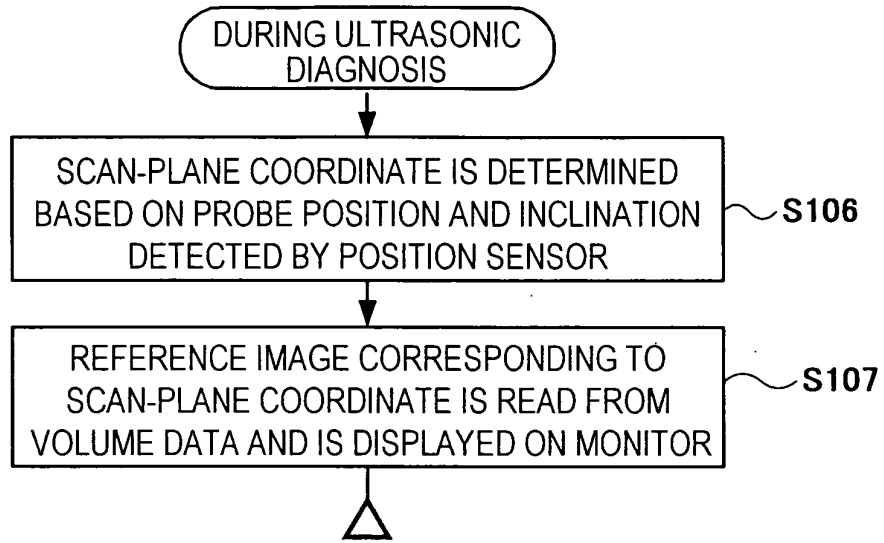 DURING ULTRASONIC
DIAGNOSIS
SCAN-PLANE COORDINATE IS DETERMINED
BASED ON PROBE POSITION AND INCLINATION
DETECTED BY POSITION SENSOR
S106
REFERENCE IMAGE CORRESPONDING TO
SCAN-PLANE COORDINATE IS READ FROM
VOLUME DATA AND IS DISPLAYED ON MONITOR
S107